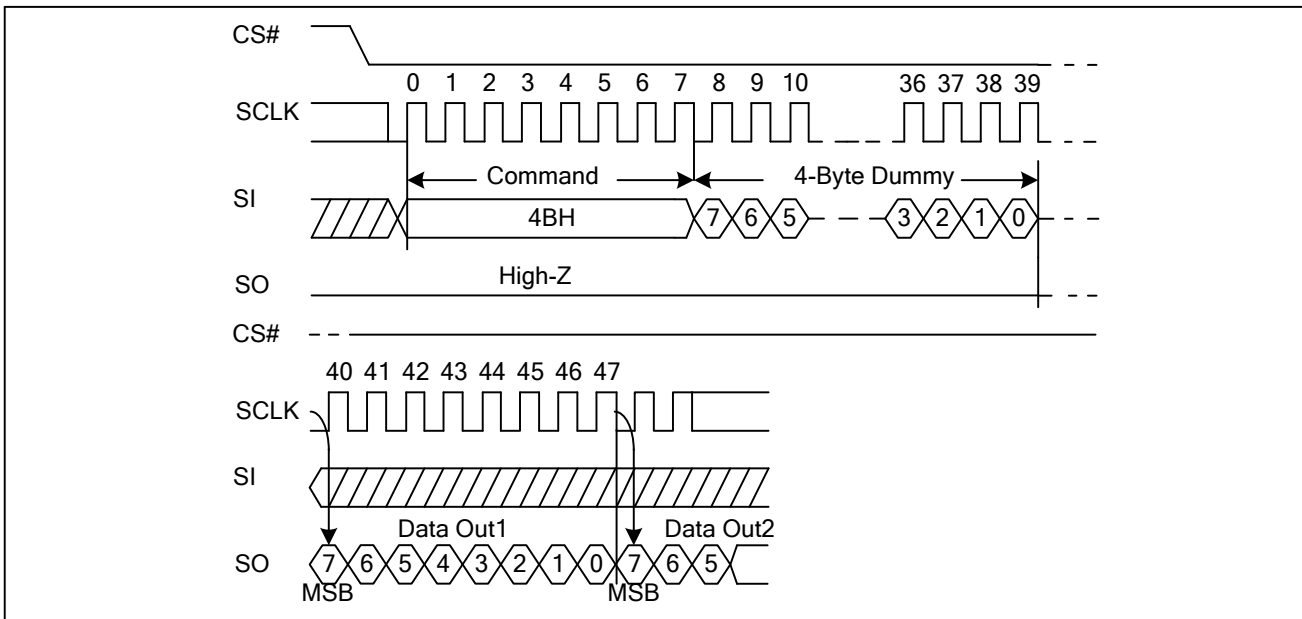 CS#
0 1 2 3 4 5 6 7 8 9 10 36 37 38 39
SCLK
Command 4-Byte Dummy
SI
4BH 7 6 5 3 2 1 0
High-Z
SO
CS#
40 41 42 43 44 45 46 47
SCLK
SI
Data Out1 Data Out2
SO 7 6 5 4 3 2 1 0 7 6 5
MSB MSB